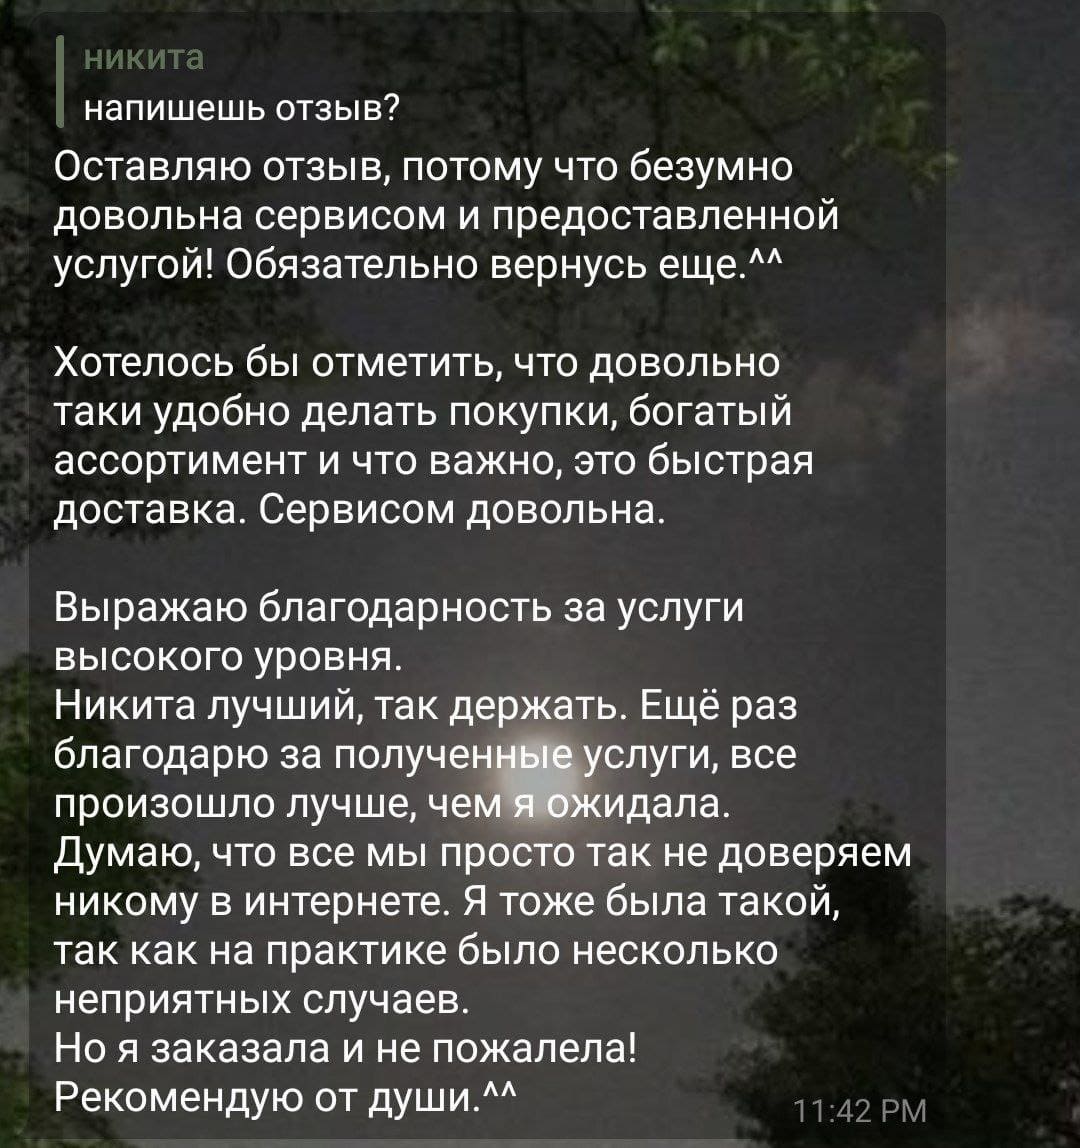 никита
напишешь отзыв?
Оставляю отзыв, потому что безумно
довольна сервисом и предоставленной
услугой! Обязательно вернусь еще.^^
Хотелось бы отметить, что довольно
таки удобно делать покупки, богатый
ассортимент и что важно, это быстрая
доставка. Сервисом довольна.
Выражаю благодарность за услуги
высокого уровня.
Никита лучший, так держать. Ещё раз
благодарю за полученные услуги, все
произошло лучше, чем я ожидала.
Думаю, что все мы просто так не доверяем
никому в интернете. Я тоже была такой,
так как на практике было несколько
неприятных случаев.
Но я заказала и не пожалела!
Рекомендую от души.^^
11:42 PM